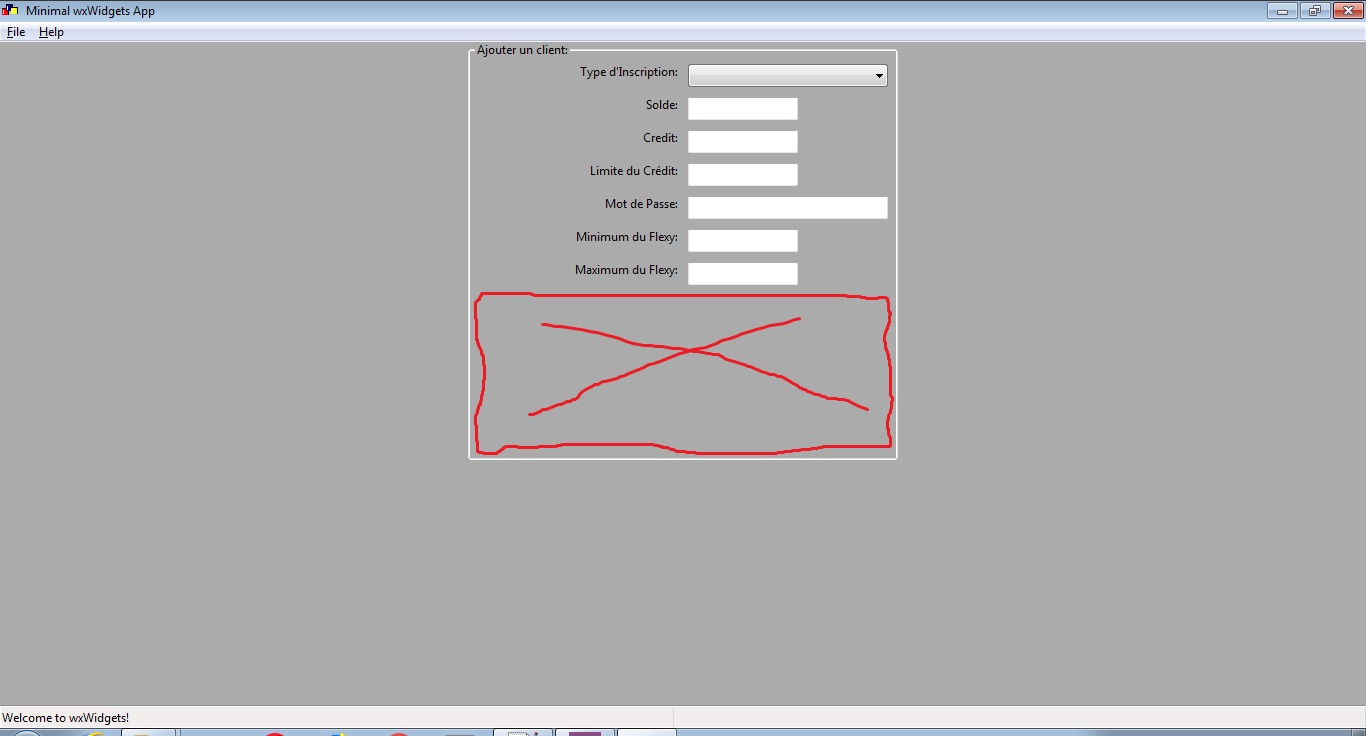 Minimal wxWidgets App
File Help
Ajouter un client:
Type d'Inscription:
Solde:
Credit:
Limite du Crédit:
Mot de Passe:
Minimum du Flexy:
Maximum du Flexy:
Welcome to wxWidgets!